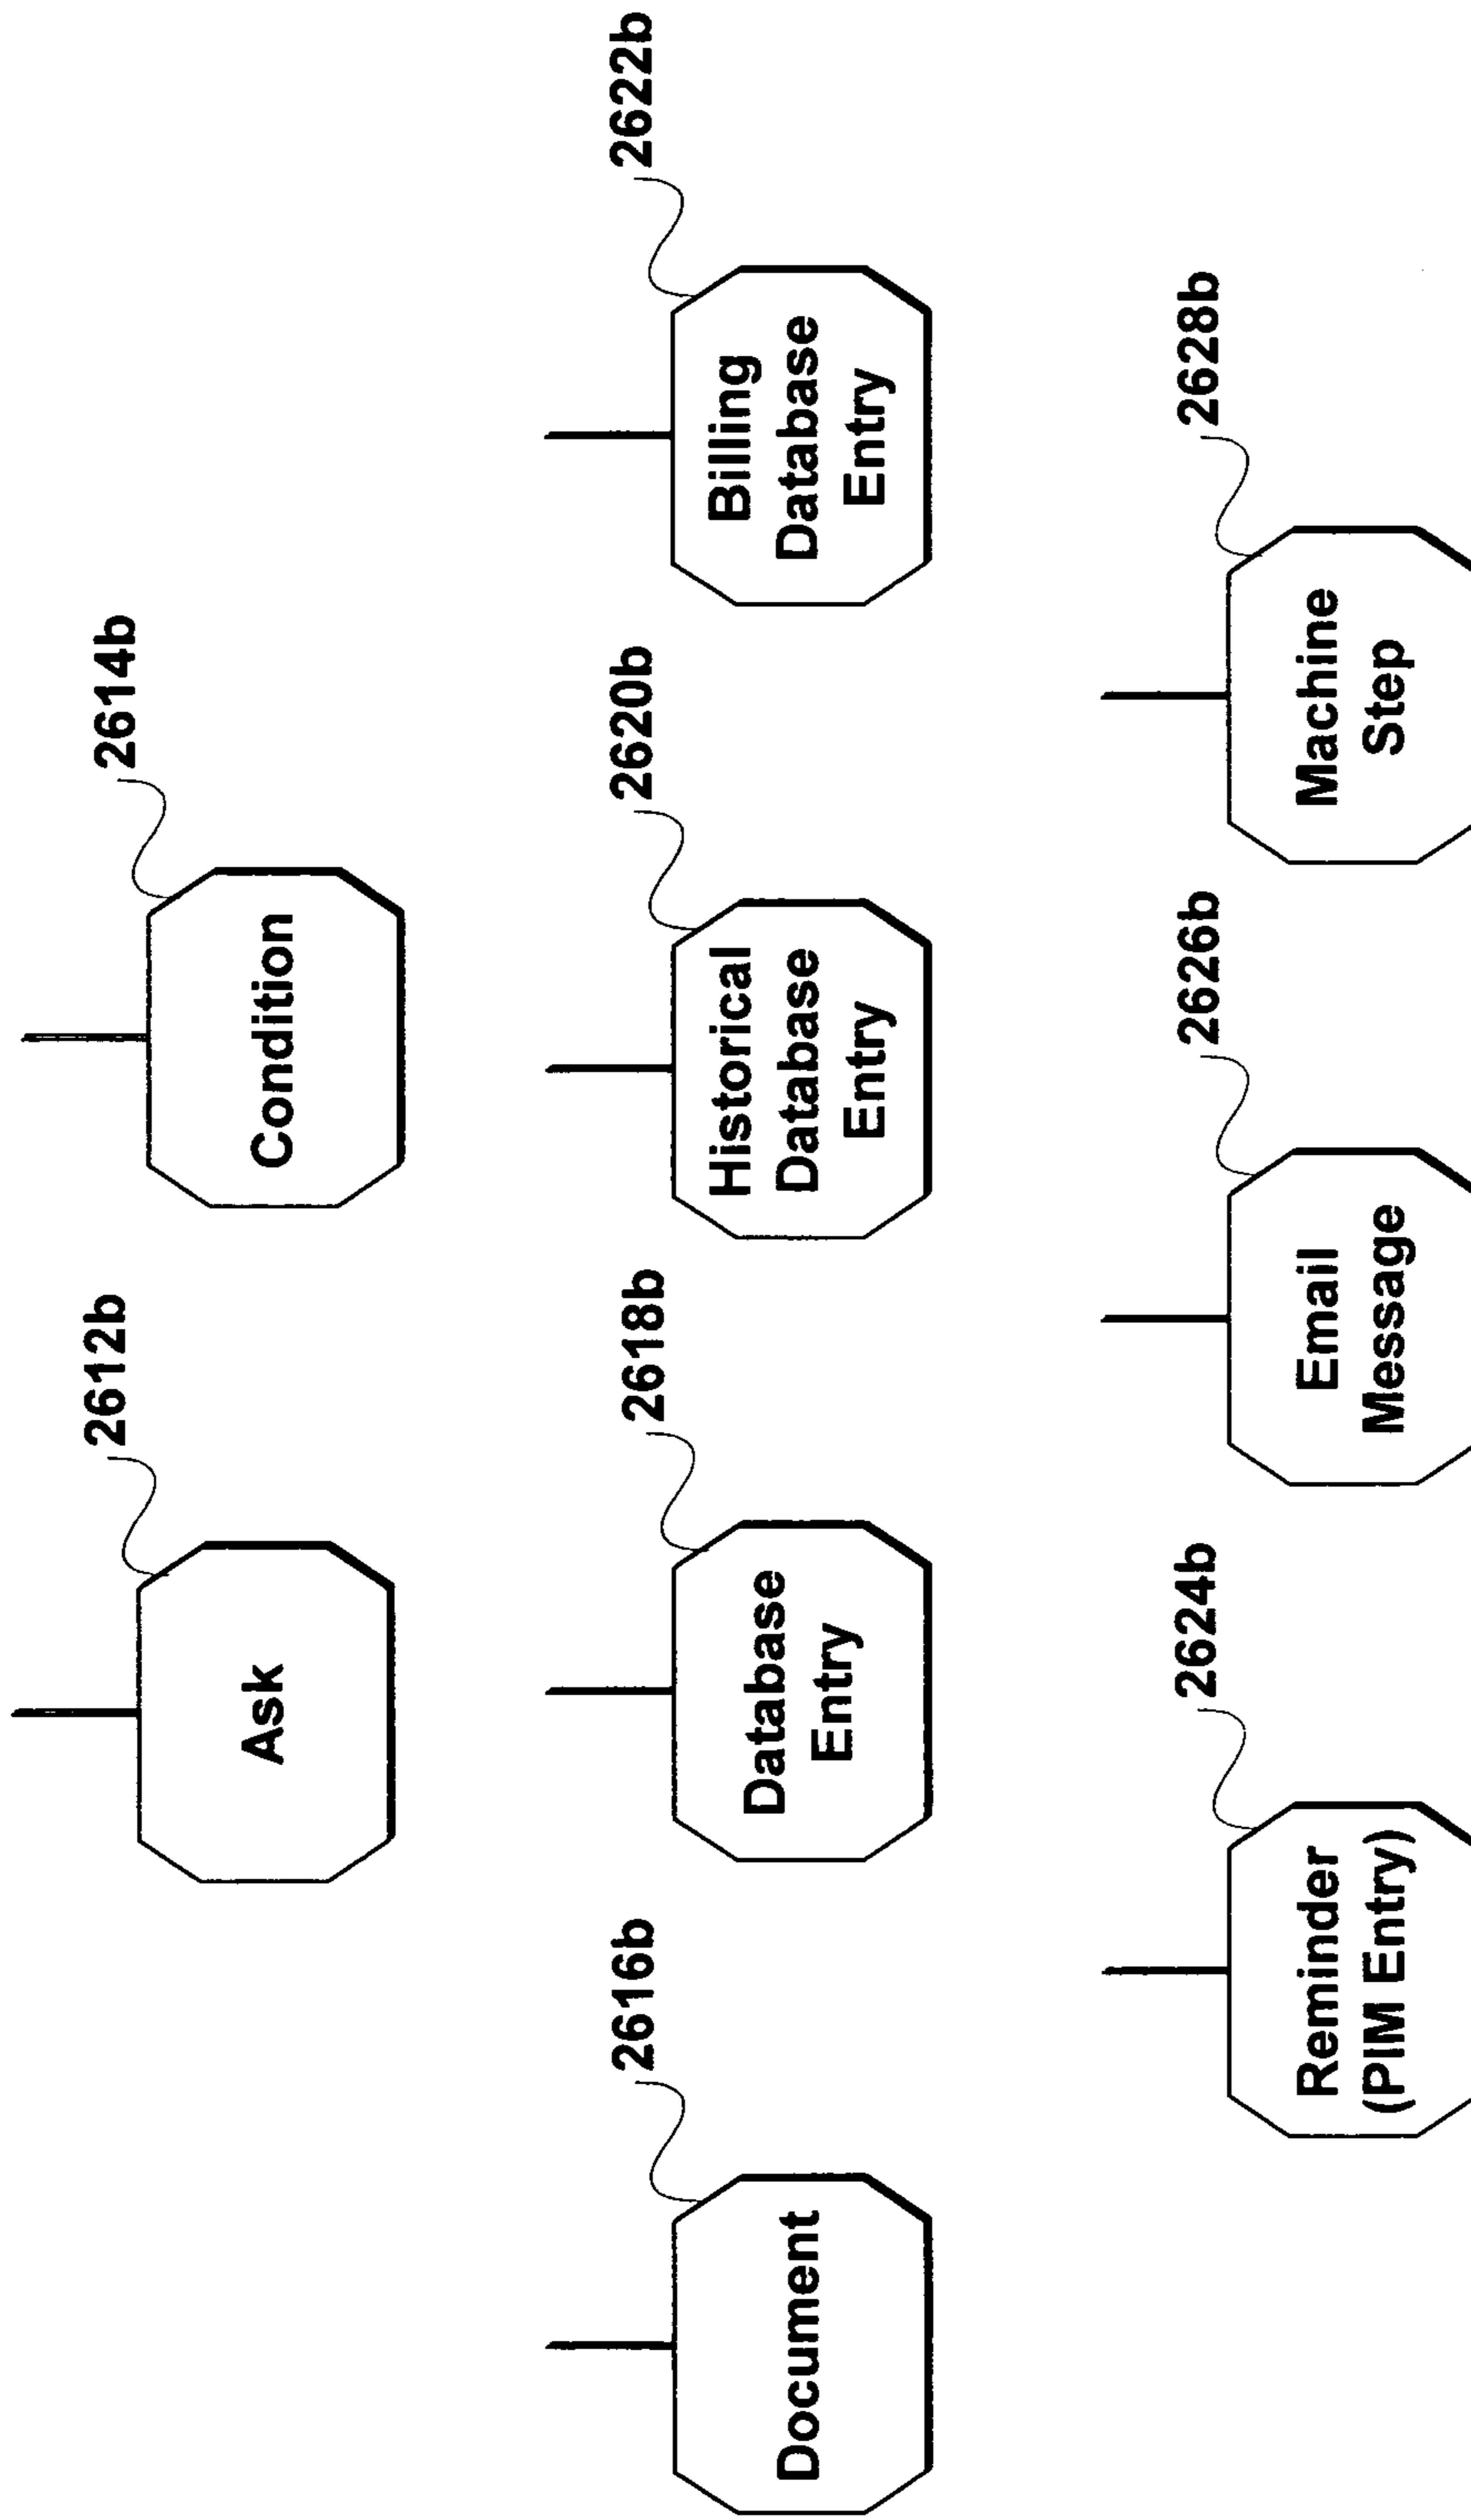 2612b
Ask
2614b
Condition
2616b
Document
2618b
Database
Entry
2620b
Historical
Database
Entry
2622b
Billing
Database
Entry
2624b
Reminder
(PIM Entry)
2626b
Email
Message
2628b
Machine
Step